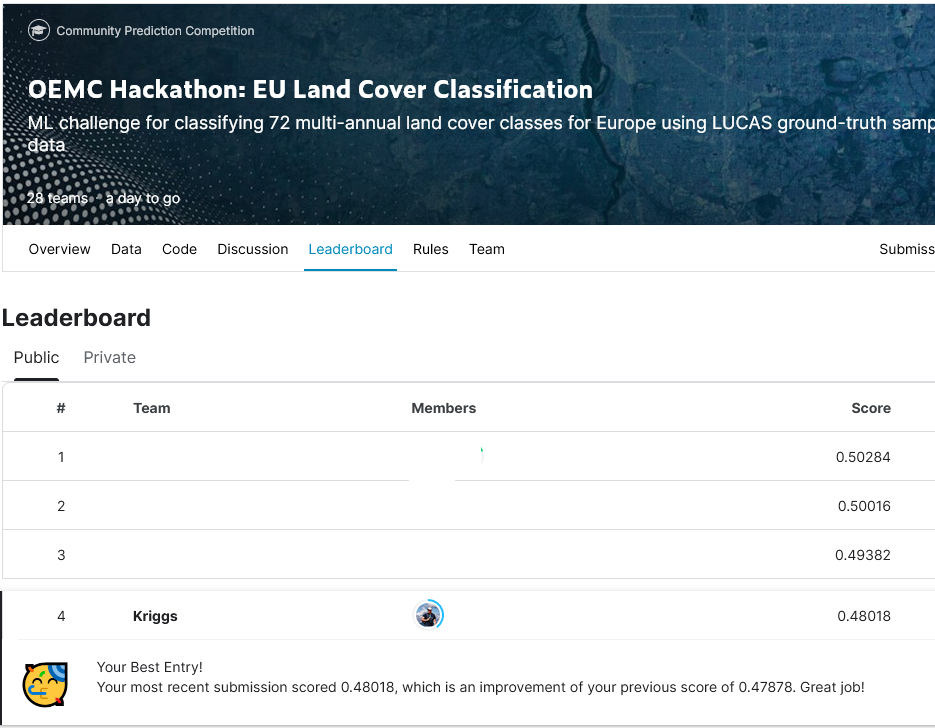 Community Prediction Competition
OEMC Hackathon: EU Land Cover Classification
ML challenge for classifying 72 multi-annual land cover classes for Europe using LUCAS ground-truth samp
data
28 teams · a day to go
Overview Data Code Discussion Leaderboard Rules Team Submiss
Leaderboard
Public Private
# Team Members Score
1 0.50284
2 0.50016
3 0.49382
4 Kriggs 0.48018
Your Best Entry!
Your most recent submission scored 0.48018, which is an improvement of your previous score of 0.47878. Great job!